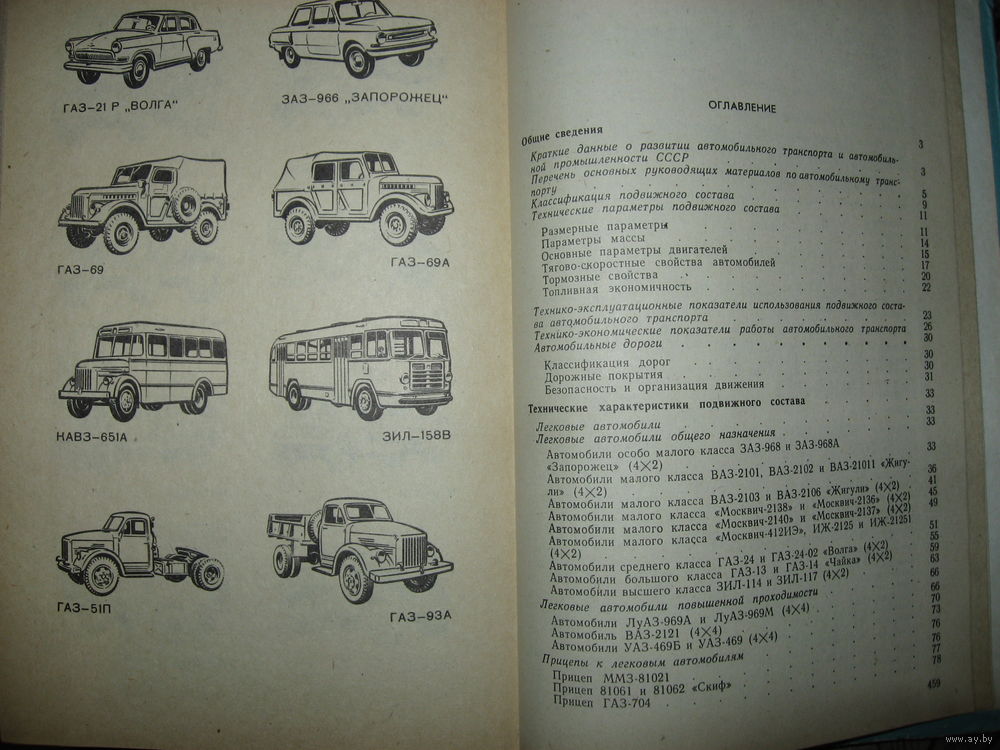 ГАЗ–21 Р „ВОЛГА“
ЗАЗ–966 „ЗАПОРОЖЕЦ“
ГАЗ–69
ГАЗ–69А
КАВЗ–651А
ЗИЛ–158В
ГАЗ–51П
ГАЗ–93А
ОГЛАВЛЕНИЕ
Общие сведения 3
Краткие данные о развитии автомобильного транспорта и автомобиль-
ной промышленности СССР 3
Перечень основных руководящих материалов по автомобильному транс-
порту 5
Классификация подвижного состава 9
Технические параметры подвижного состава 11
Размерные параметры 11
Параметры массы 14
Основные параметры двигателей 15
Тягово-скоростные свойства автомобилей 17
Тормозные свойства 20
Топливная экономичность 22
Технико-эксплуатационные показатели использования подвижного соста-
ва автомобильного транспорта 23
Технико-экономические показатели работы автомобильного транспорта 26
Автомобильные дороги 30
Классификация дорог 30
Дорожные покрытия 30
Безопасность и организация движения 31
Технические характеристики подвижного состава 33
Легковые автомобили 33
Легковые автомобили общего назначения 33
Автомобили особо малого класса ЗАЗ-968 и ЗАЗ-968А
«Запорожец» (4×2) 33
Автомобили малого класса ВАЗ-2101, ВАЗ-2102 и ВАЗ-21011 «Жигу-
ли» (4×2) 36
Автомобили малого класса ВАЗ-2103 и ВАЗ-2106 «Жигули» (4×2) 41
Автомобили малого класса «Москвич-2138» и «Москвич-2136» (4×2) 45
Автомобили малого класса «Москвич-2140» и «Москвич-2137» (4×2) 49
Автомобили малого класса «Москвич-412ИЭ», ИЖ-2125 и ИЖ-21251
(4×2) 51
Автомобили среднего класса ГАЗ-24 и ГАЗ-24-02 «Волга» (4×2) 55
Автомобили большого класса ГАЗ-13 и ГАЗ-14 «Чайка» (4×2) 59
Автомобили высшего класса ЗИЛ-114 и ЗИЛ-117 (4×2) 63
Легковые автомобили повышенной проходимости 66
Автомобили ЛуАЗ-969А и ЛуАЗ-969М (4×4) 66
Автомобиль ВАЗ-2121 (4×4) 70
Автомобили УАЗ-469Б и УАЗ-469 (4×4) 73
Прицепы к легковым автомобилям 76
Прицеп ММЗ-81021 76
Прицеп 81061 и 81062 «Скиф» 77
Прицеп ГАЗ-704 78
459
www.ay.by